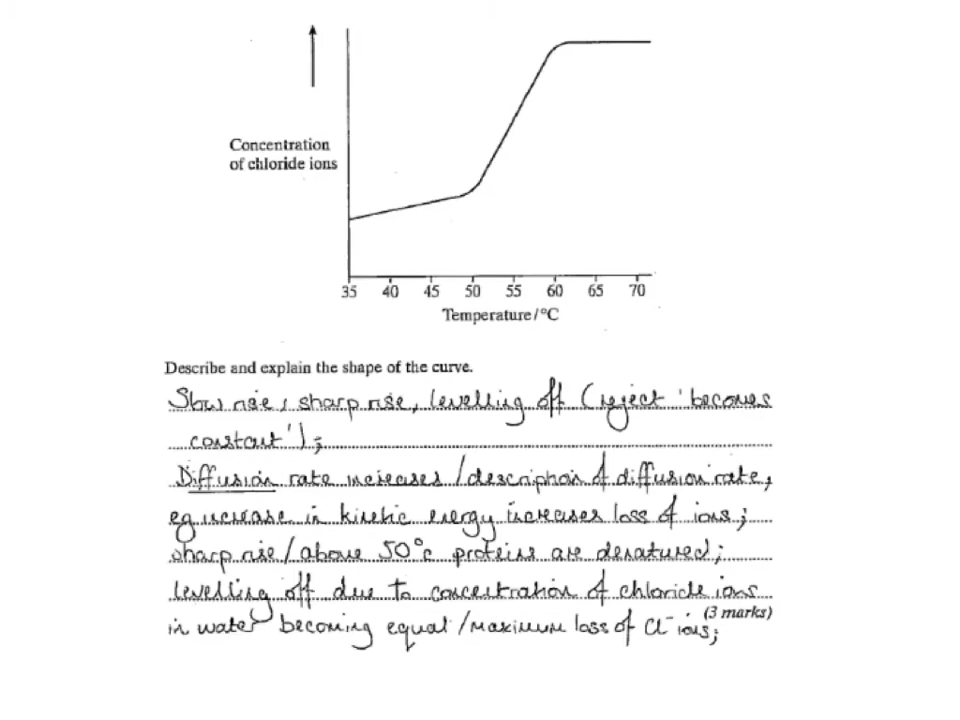 Concentration
of chloride ions
35 40 45 50 55 60 65 70
Temperature/°C
Describe and explain the shape of the curve.
Slow rise, sharp rise, levelling off (reject 'becomes
constant');
Diffusion rate increases/description of diffusion rate,
eg increase in kinetic energy increases loss of ions;
sharp rise/above 50°c proteins are denatured;
levelling off due to concentration of chloride ions
(3 marks)
in water becoming equal/maximum loss of Cl⁻ ions;